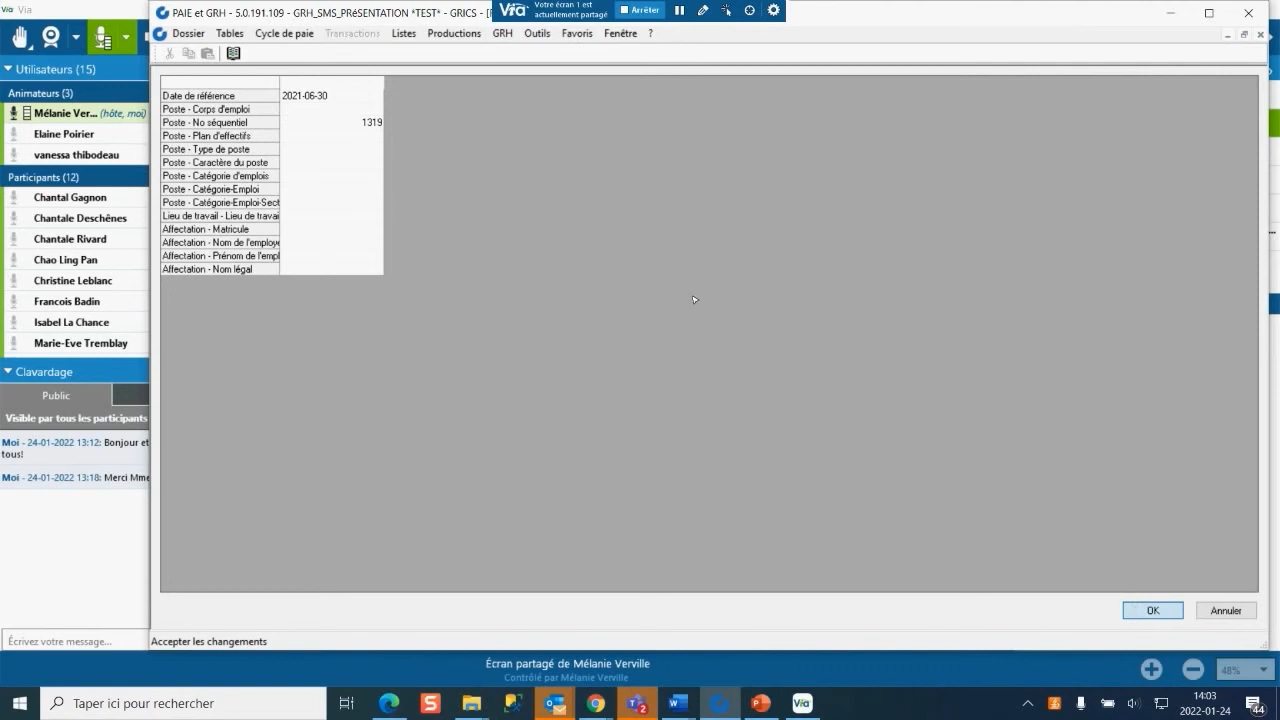 Via
PAIE et GRH - 5.0.191.109 - GRH_SMS_PRéSENTATION *TEST* - GRICS - [
Via
Votre écran 1 est
actuellement partagé
Arrêter
Dossier Tables Cycle de paie Transactions Listes Productions GRH Outils Favoris Fenêtre ?
Utilisateurs (15)
Animateurs (3)
Mélanie Ver... (hôte, moi)
Elaine Poirier
vanessa thibodeau
Participants (12)
Chantal Gagnon
Chantale Deschênes
Chantale Rivard
Chao Ling Pan
Christine Leblanc
Francois Badin
Isabel La Chance
Marie-Eve Tremblay
Clavardage
Public
Visible par tous les participants
Moi - 24-01-2022 13:12: Bonjour et
tous!
Moi - 24-01-2022 13:18: Merci Mme
Écrivez votre message...
Date de référence 2021-06-30
Poste - Corps d'emploi
Poste - No séquentiel 1319
Poste - Plan d'effectifs
Poste - Type de poste
Poste - Caractère du poste
Poste - Catégorie d'emplois
Poste - Catégorie-Emploi
Poste - Catégorie-Emploi-Sect
Lieu de travail - Lieu de travai
Affectation - Matricule
Affectation - Nom de l'employé
Affectation - Prénom de l'empl
Affectation - Nom légal
OK Annuler
Accepter les changements
Écran partagé de Mélanie Verville
Contrôlé par Mélanie Verville
48%
Taper ici pour rechercher
14:03
2022-01-24